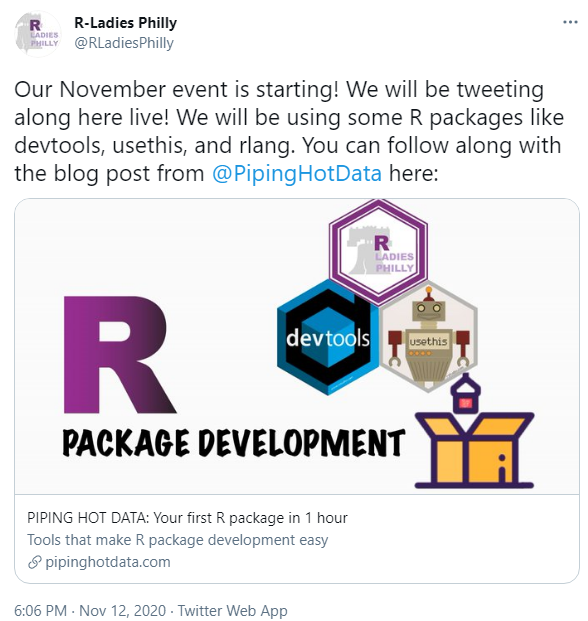 R-Ladies Philly
@RLadiesPhilly
Our November event is starting! We will be tweeting
along here live! We will be using some R packages like
devtools, usethis, and rlang. You can follow along with
the blog post from @PipingHotData here:
R
LADIES
PHILLY
devtools
usethis
R
PACKAGE DEVELOPMENT
PIPING HOT DATA: Your first R package in 1 hour
Tools that make R package development easy
pipinghotdata.com
6:06 PM · Nov 12, 2020 · Twitter Web App